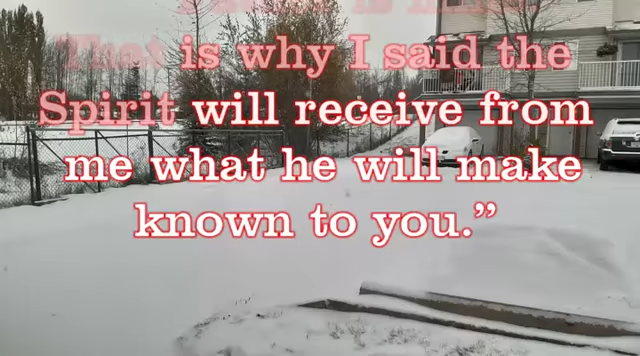 That is why I said the
Spirit will receive from
me what he will make
known to you.”